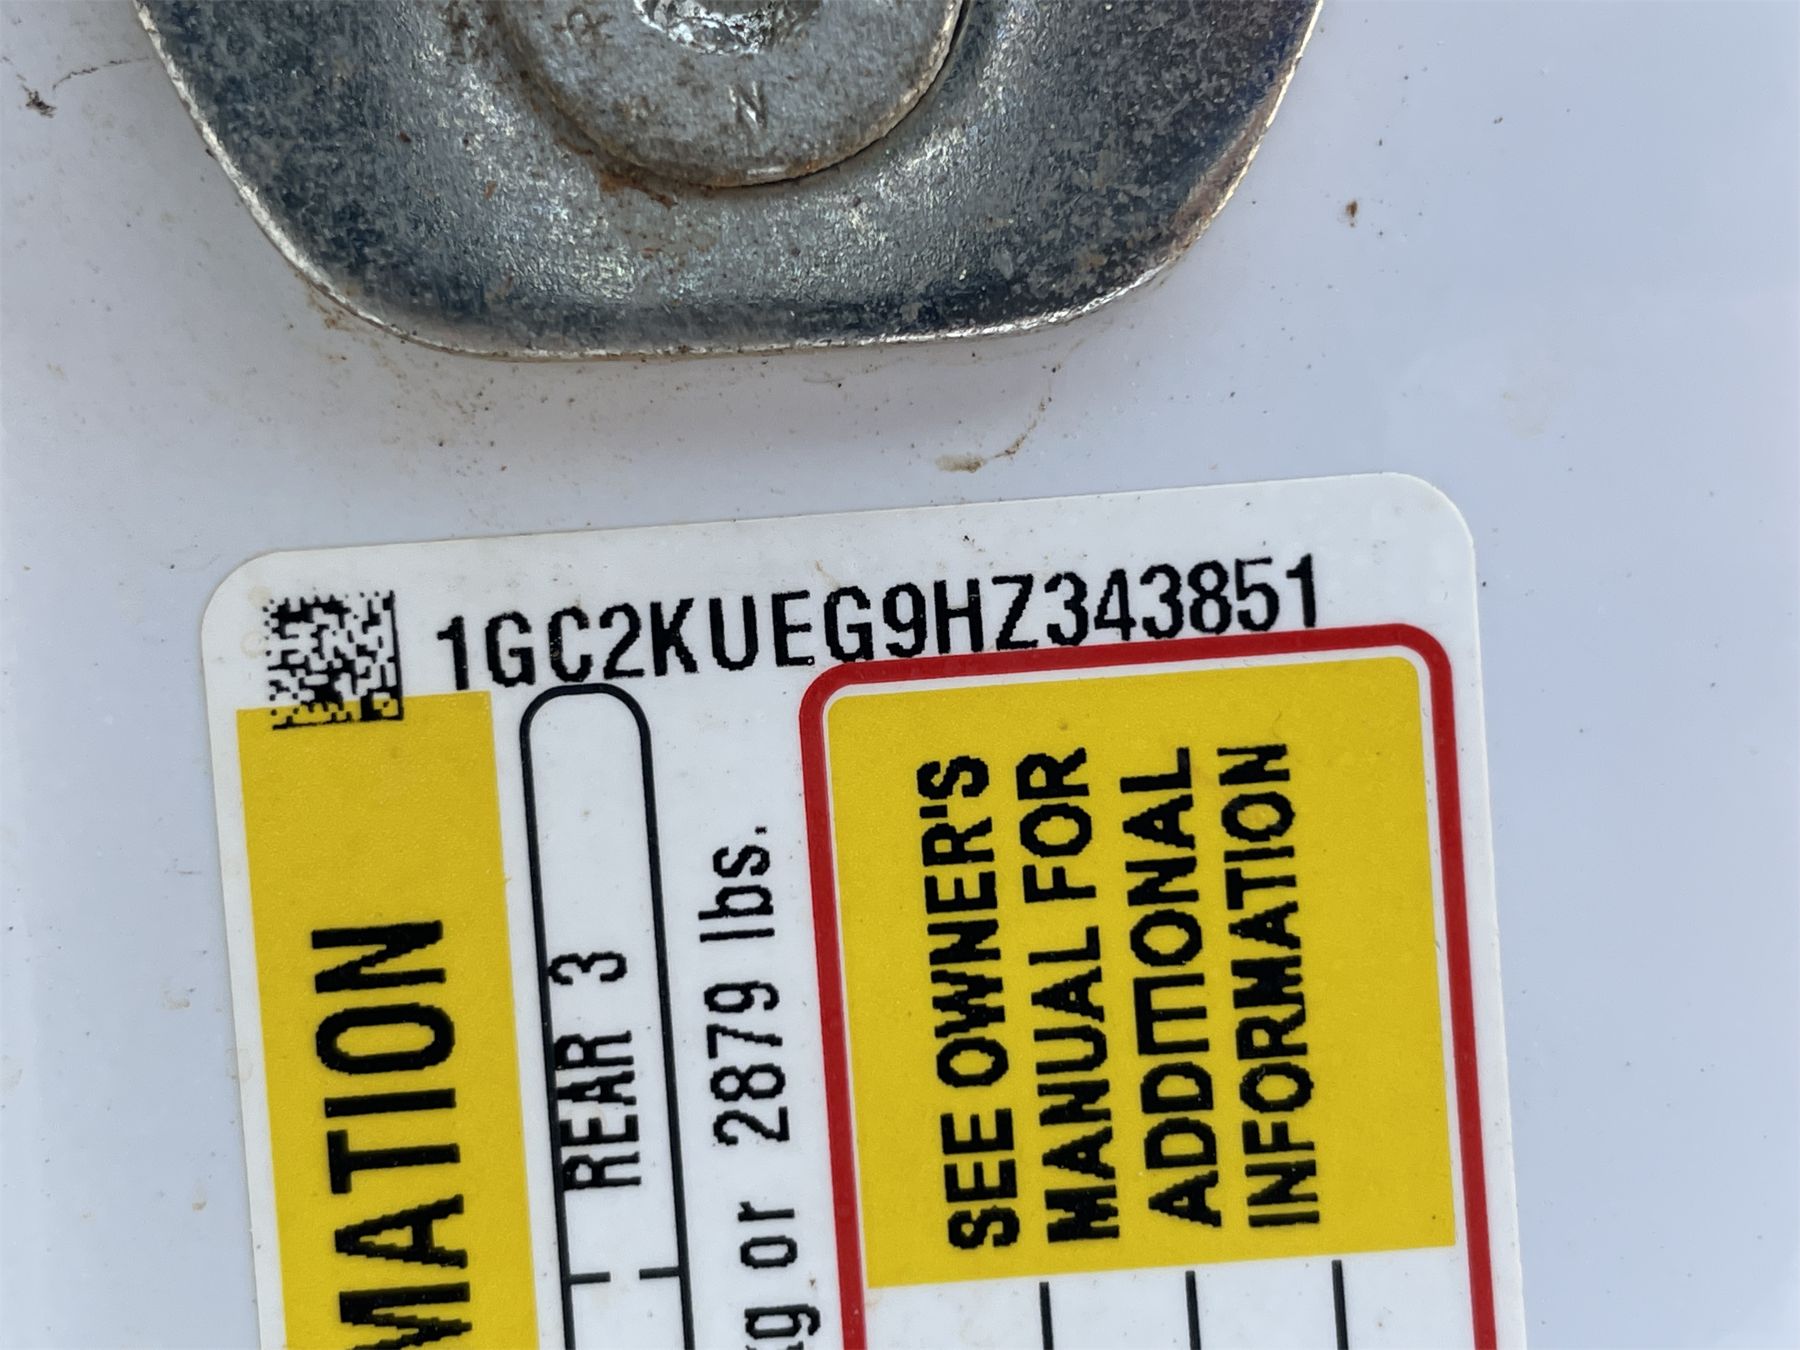 N
1GC2KUEG9HZ343851
MATION
REAR 3
kg or 2879 lbs.
SEE OWNER'S
MANUAL FOR
ADDITIONAL
INFORMATION